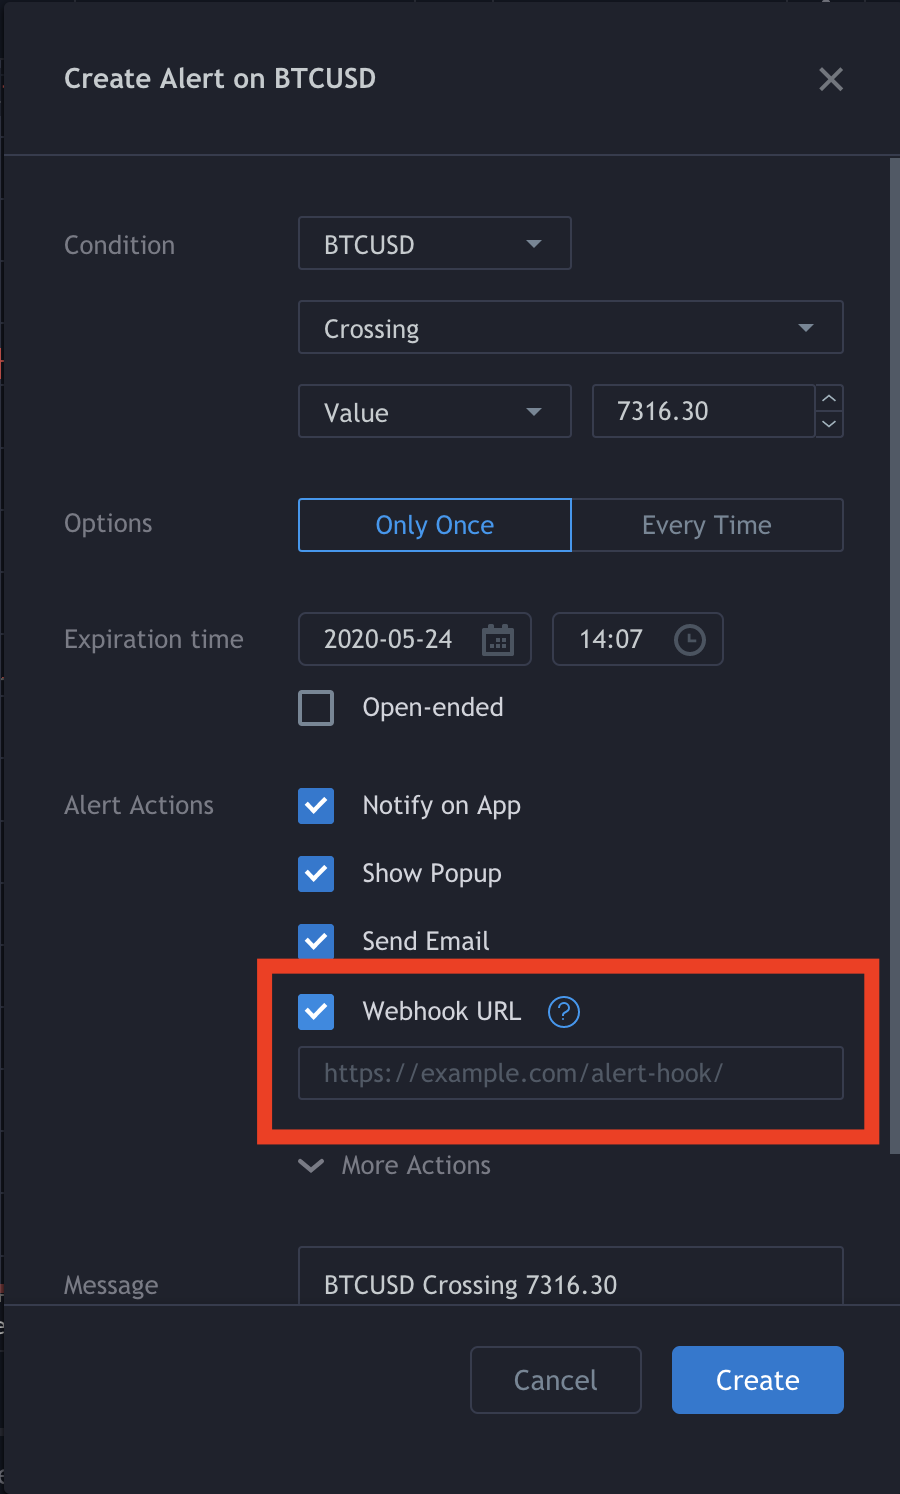 Create Alert on BTCUSD
Condition
BTCUSD
Crossing
Value
7316.30
Options
Only Once
Every Time
Expiration time
2020-05-24
14:07
Open-ended
Alert Actions
Notify on App
Show Popup
Send Email
Webhook URL ?
https://example.com/alert-hook/
More Actions
Message
BTCUSD Crossing 7316.30
Cancel
Create